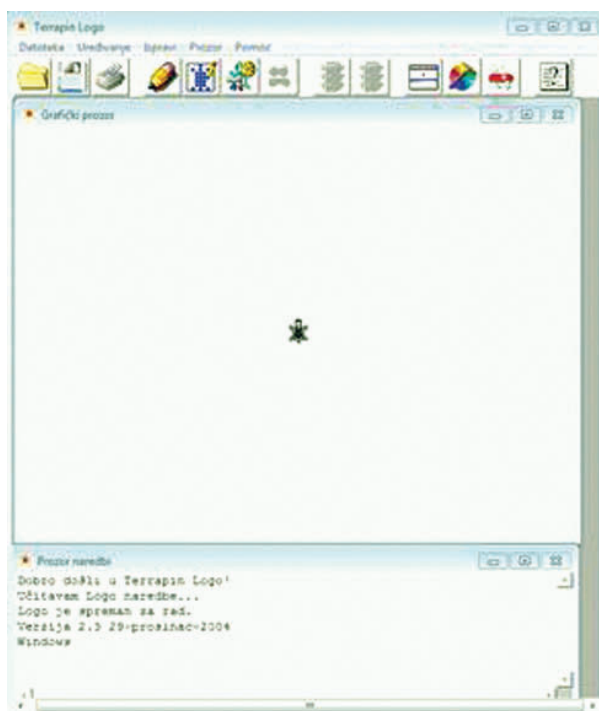 Terrapin Logo
Datoteka Uređivanje Ispravi Prozor Pomoć
Grafički prozor
Prozor naredbi
Dobro došli u Terrapin Logo!
Učitavam Logo naredbe...
Logo je spreman za rad.
Verzija 2.3 29-prosinac-2004
Windows